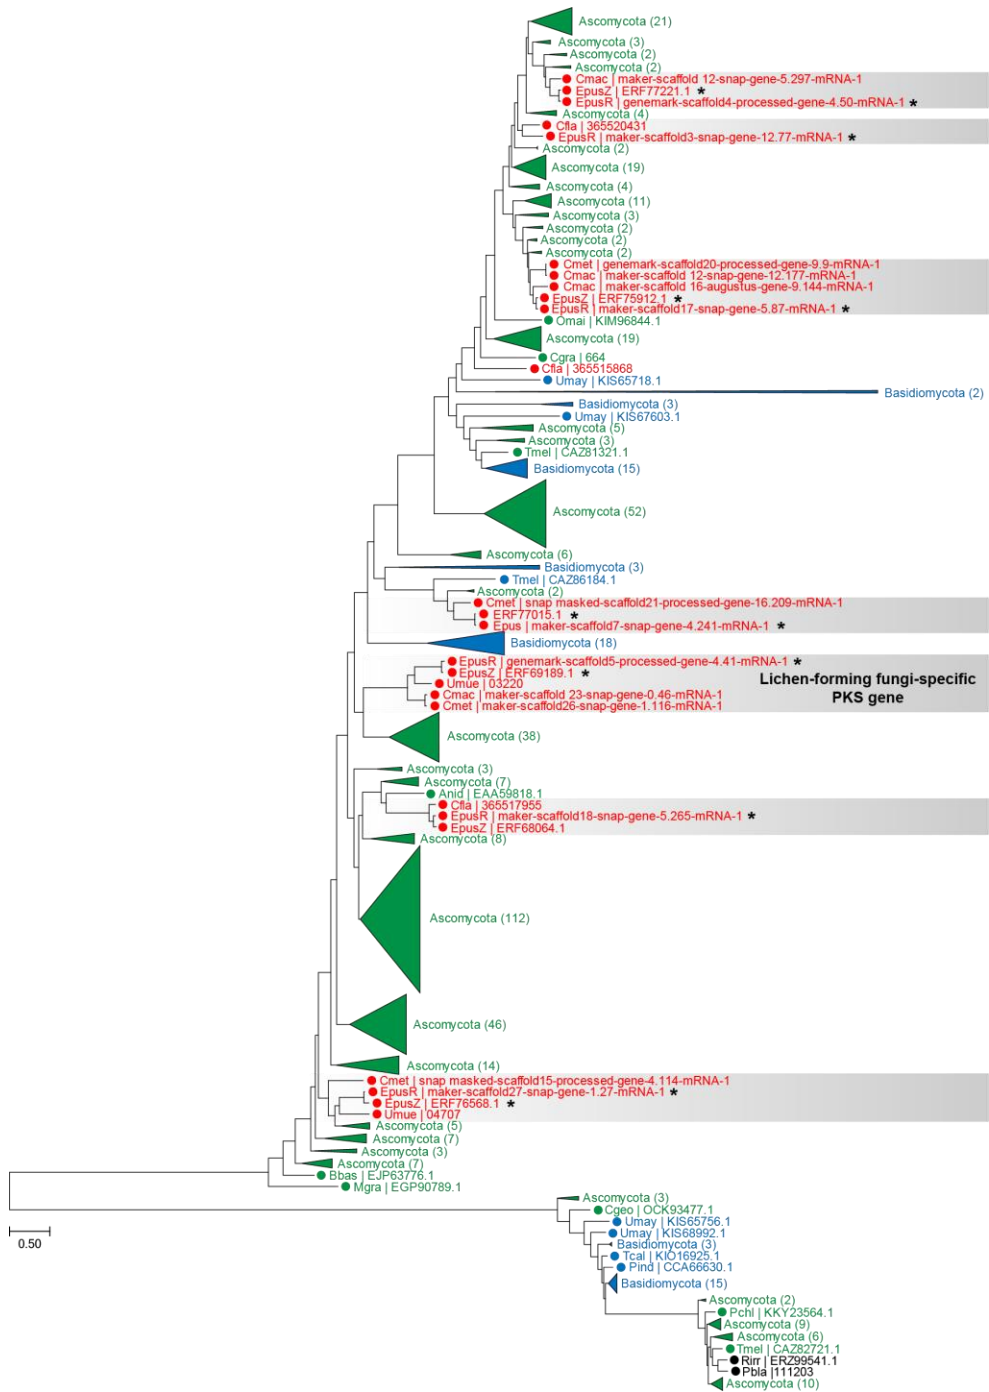 Ascomycota (21)
Ascomycota (3)
Ascomycota (2)
Ascomycota (2)
Cmac | maker-scaffold 12-snap-gene-5.297-mRNA-1
EpusZ | ERF77221.1 *
EpusR | genemark-scaffold4-processed-gene-4.50-mRNA-1 *
Ascomycota (4)
Cfla | 365520431
EpusR | maker-scaffold3-snap-gene-12.77-mRNA-1 *
Ascomycota (2)
Ascomycota (19)
Ascomycota (4)
Ascomycota (11)
Ascomycota (3)
Ascomycota (2)
Ascomycota (2)
Ascomycota (2)
Cmet | genemark-scaffold20-processed-gene-9.9-mRNA-1
Cmac | maker-scaffold 12-snap-gene-12.177-mRNA-1
Cmac | maker-scaffold 16-augustus-gene-9.144-mRNA-1
EpusZ | ERF75912.1 *
EpusR | maker-scaffold17-snap-gene-5.87-mRNA-1 *
Omai | KIM96844.1
Ascomycota (19)
Cgra | 664
Cfla | 365515868
Umay | KIS65718.1
Basidiomycota (2)
Basidiomycota (3)
Umay | KIS67603.1
Ascomycota (5)
Ascomycota (3)
Tmel | CAZ81321.1
Basidiomycota (15)
Ascomycota (52)
Ascomycota (6)
Basidiomycota (3)
Tmel | CAZ86184.1
Ascomycota (2)
Cmet | snap masked-scaffold21-processed-gene-16.209-mRNA-1
ERF77015.1 *
Epus | maker-scaffold7-snap-gene-4.241-mRNA-1 *
Basidiomycota (18)
EpusR | genemark-scaffold5-processed-gene-4.41-mRNA-1 *
EpusZ | ERF69189.1 *
Umue | 03220
Cmac | maker-scaffold 23-snap-gene-0.46-mRNA-1
Cmet | maker-scaffold26-snap-gene-1.116-mRNA-1
Lichen-forming fungi-specific
PKS gene
Ascomycota (38)
Ascomycota (3)
Ascomycota (7)
Anid | EAA59818.1
Cfla | 365517955
EpusR | maker-scaffold18-snap-gene-5.265-mRNA-1 *
EpusZ | ERF68064.1
Ascomycota (8)
Ascomycota (112)
Ascomycota (46)
Ascomycota (14)
Cmet | snap masked-scaffold15-processed-gene-4.114-mRNA-1
EpusR | maker-scaffold27-snap-gene-1.27-mRNA-1 *
EpusZ | ERF76568.1 *
Umue | 04707
Ascomycota (5)
Ascomycota (7)
Ascomycota (3)
Ascomycota (7)
Bbas | EJP63776.1
Mgra | EGP90789.1
Ascomycota (3)
Cgeo | OCK93477.1
Umay | KIS65756.1
Umay | KIS68992.1
Basidiomycota (3)
Tcal | KIO16925.1
Pind | CCA66630.1
Basidiomycota (15)
Ascomycota (2)
Pchl | KKY23564.1
Ascomycota (9)
Ascomycota (6)
Tmel | CAZ82721.1
Rirr | ERZ99541.1
Pbla |111203
Ascomycota (10)
0.50